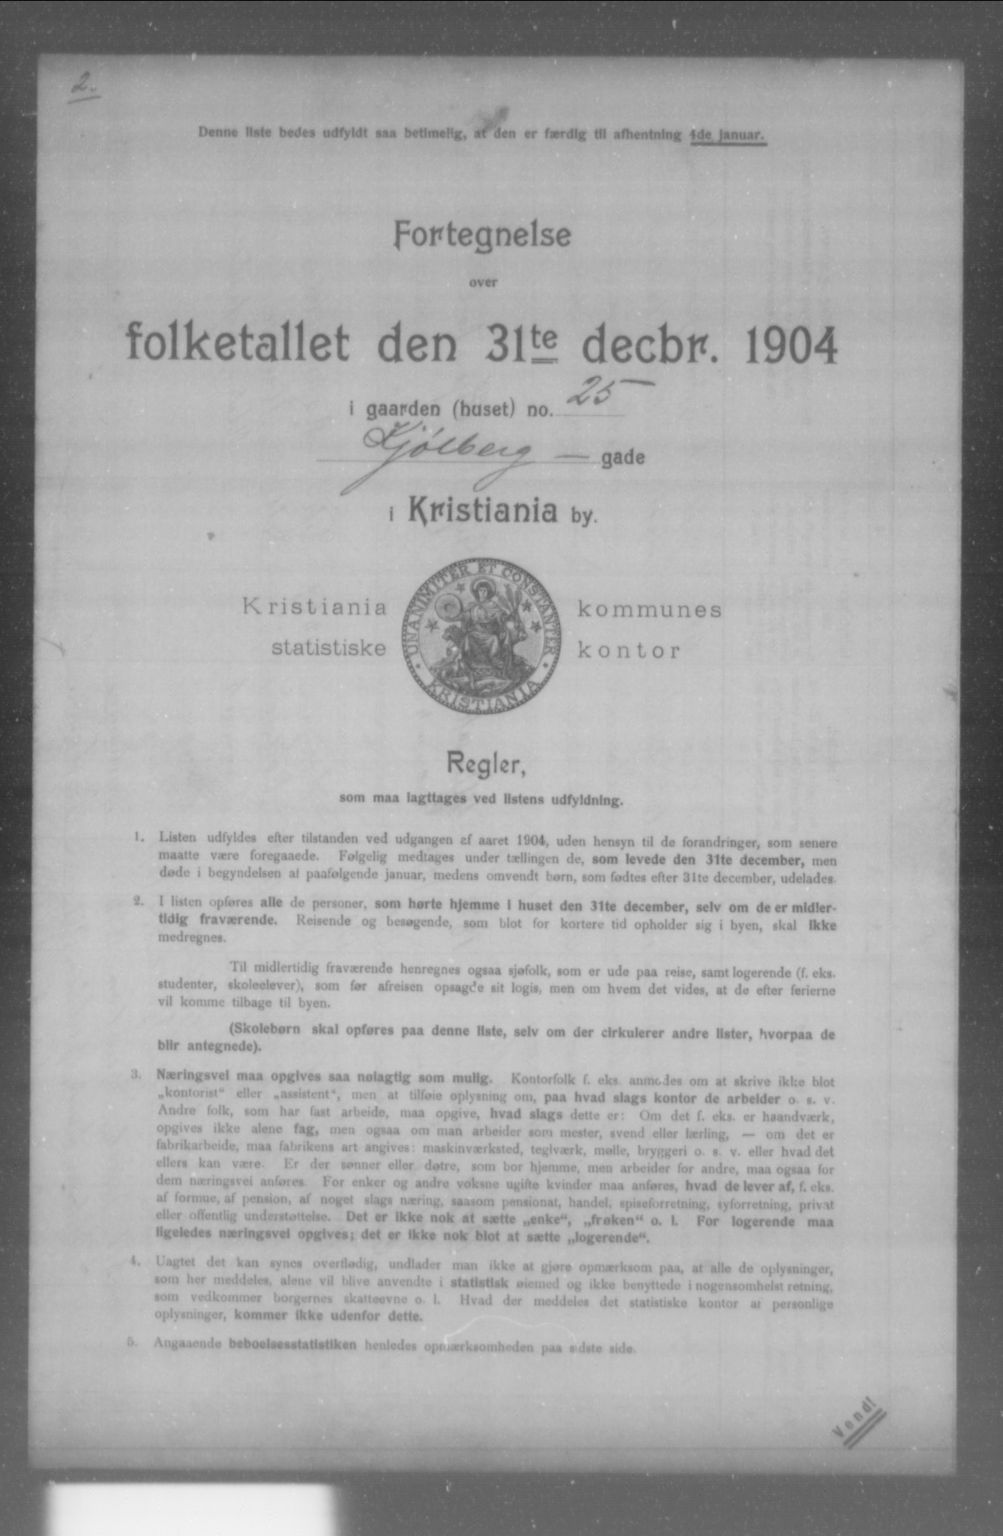 2.
Denne liste bedes udfyldt saa betimelig, at den er færdig til afhentning 4de januar.
Fortegnelse
over
folketallet den 31te decbr. 1904
i gaarden (huset) no. 25
Kjølberg — gade
i Kristiania by.
Kristiania kommunes
statistiske kontor
UNANIMITER ET CONSTANTER
KRISTIANIA
Regler,
som maa iagttages ved listens udfyldning.
1. Listen udfyldes efter tilstanden ved udgangen af aaret 1904, uden hensyn til de forandringer, som senere
maatte være foregaaede. Følgelig medtages under tællingen de, som levede den 31te december, men
døde i begyndelsen af paafølgende januar, medens omvendt børn, som fødtes efter 31te december, udelades.
2. I listen opføres alle de personer, som hørte hjemme i huset den 31te december, selv om de er midler-
tidig fraværende. Reisende og besøgende, som blot for kortere tid opholder sig i byen, skal ikke
medregnes.
Til midlertidig fraværende henregnes ogsaa sjøfolk, som er ude paa reise, samt logerende (f. eks.
studenter, skoleelever), som før afreisen opsagde sit logis, men om hvem det vides, at de efter ferierne
vil komme tilbage til byen.
(Skolebørn skal opføres paa denne liste, selv om der cirkulerer andre lister, hvorpaa de
blir antegnede).
3. Næringsvei maa opgives saa nøiagtig som mulig. Kontorfolk f. eks. anmodes om at skrive ikke blot
„kontorist“ eller „assistent“, men at tilføie oplysning om, paa hvad slags kontor de arbeider o. s. v.
Andre folk, som har fast arbeide, maa opgive, hvad slags dette er: Om det f. eks. er haandværk,
opgives ikke alene fag, men ogsaa om man arbeider som mester, svend eller lærling, — om det er
fabrikarbeide, maa fabrikens art angives: maskinværksted, teglværk, mølle, bryggeri o. s. v. eller hvad det
ellers kan være. Er der sønner eller døtre, som bor hjemme, men arbeider for andre, maa ogsaa for
dem næringsvei anføres. For enker og andre voksne ugifte kvinder maa anføres, hvad de lever af, f. eks.
af formue, af pension, af noget slags næring, saasom pensionat, handel, spiseforretning, syforretning, privat
eller offentlig understøttelse. Det er ikke nok at sætte „enke“, „frøken“ o. l. For logerende maa
ligeledes næringsvei opgives; det er ikke nok blot at sætte „logerende“.
4. Uagtet det kan synes overflødig, undlader man ikke at gjøre opmærksom paa, at alle de oplysninger,
som her meddeles, alene vil blive anvendte i statistisk øiemed og ikke benyttede i nogensomhelst retning,
som vedkommer borgernes skatteevne o. l. Hvad der meddeles det statistiske kontor af personlige
oplysninger, kommer ikke udenfor dette.
5. Angaaende beboelsesstatistiken henledes opmærksomheden paa sidste side.
Vend!